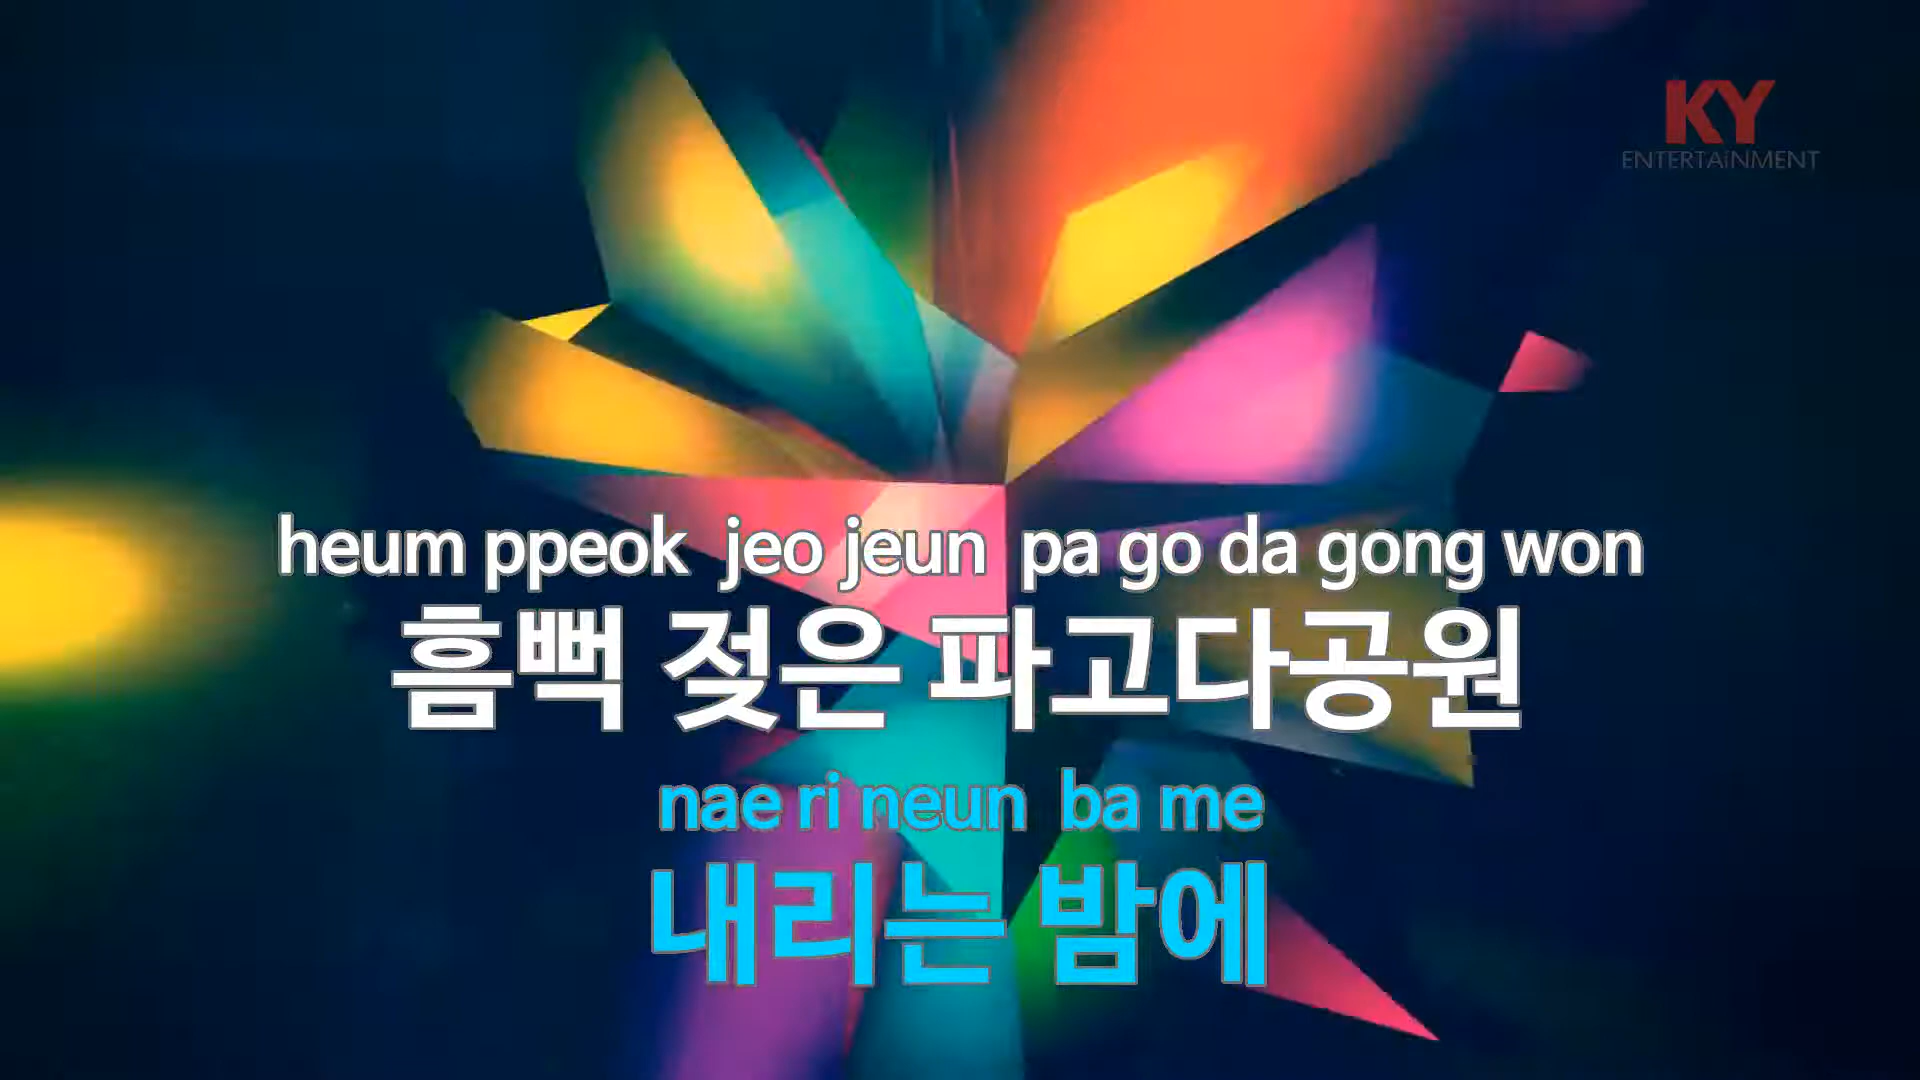 KY
ENTERTAiNMENT
heum ppeok jeo jeun pa go da gong won
흠뻑 젖은 파고다공원
nae ri neun ba me
내리는 밤에